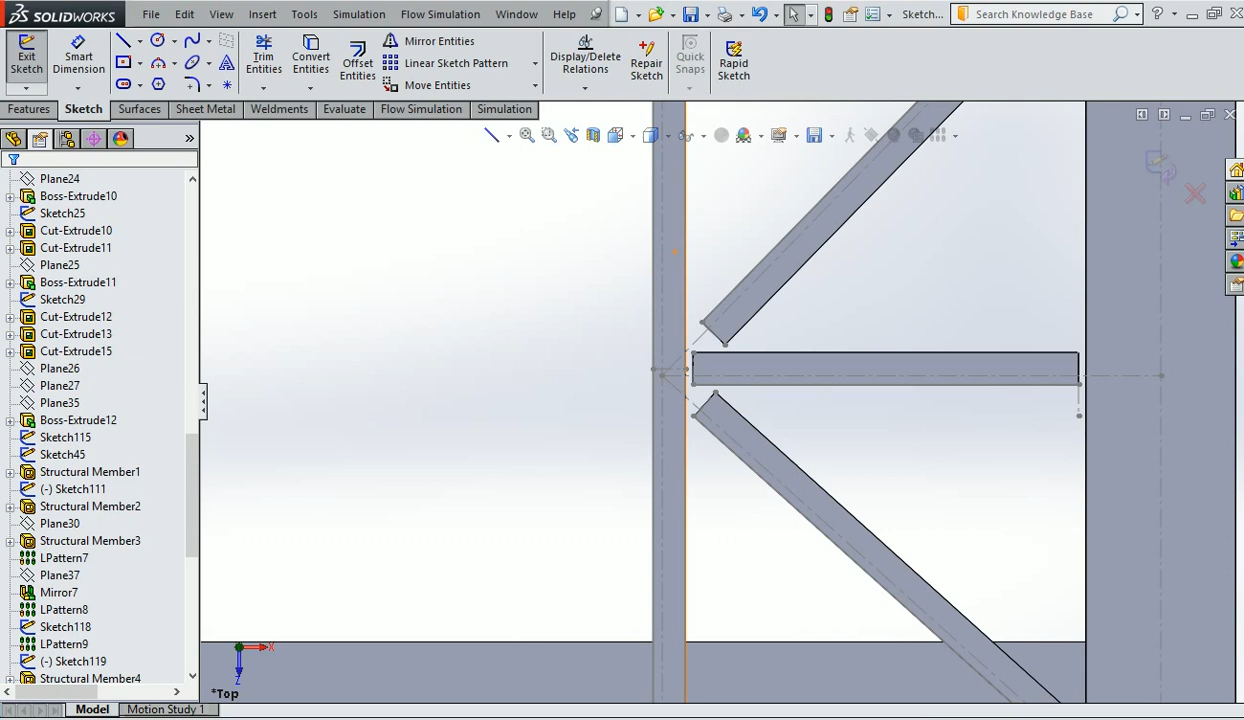 SOLIDWORKS File Edit View Insert Tools Simulation Flow Simulation Window Help Sketch... Search Knowledge Base ?
Exit Sketch
Smart Dimension
Trim Entities
Convert Entities
Offset Entities
Mirror Entities
Linear Sketch Pattern
Move Entities
Display/Delete Relations
Repair Sketch
Quick Snaps
Rapid Sketch
Features Sketch Surfaces Sheet Metal Weldments Evaluate Flow Simulation Simulation
Plane24
Boss-Extrude10
Sketch25
Cut-Extrude10
Cut-Extrude11
Plane25
Boss-Extrude11
Sketch29
Cut-Extrude12
Cut-Extrude13
Cut-Extrude15
Plane26
Plane27
Plane35
Boss-Extrude12
Sketch115
Sketch45
Structural Member1
(-) Sketch111
Structural Member2
Plane30
Structural Member3
LPattern7
Plane37
Mirror7
LPattern8
Sketch118
LPattern9
(-) Sketch119
Structural Member4
X
Z
*Top
Model Motion Study 1